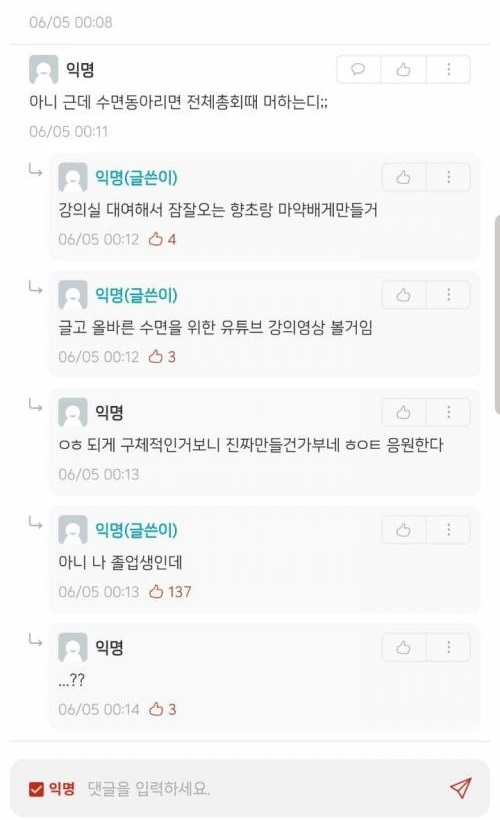 06/05 00:08
익명
아니 근데 수면동아리면 전체총회때 머하는디;;
06/05 00:11
익명(글쓴이)
강의실 대여해서 잠잘오는 향초랑 마약배게만들거
06/05 00:12 4
익명(글쓴이)
글고 올바른 수면을 위한 유튜브 강의영상 볼거임
06/05 00:12 3
익명
ㅇㅎ 되게 구체적인거보니 진짜만들건가부네 ㅎㅇㅌ 응원한다
06/05 00:13
익명(글쓴이)
아니 나 졸업생인데
06/05 00:13 137
익명
...??
06/05 00:14 3
익명 댓글을 입력하세요.